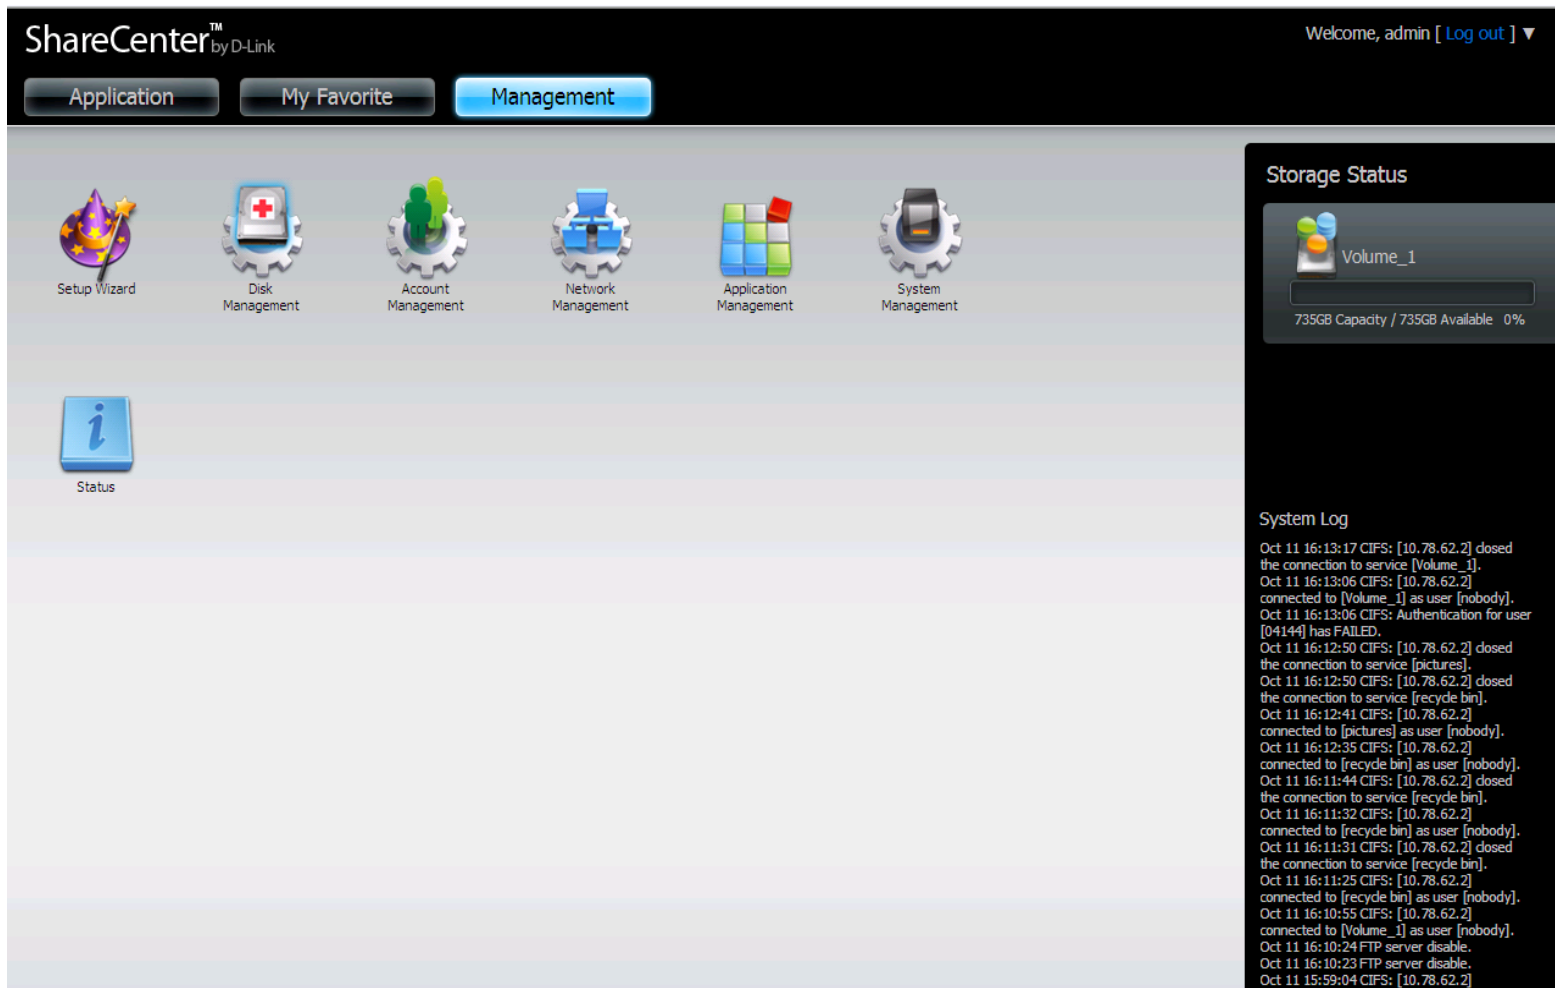 ShareCenter™ by D-Link
Welcome, admin [ Log out ] ▼
Application
My Favorite
Management
Setup Wizard
Disk
Management
Account
Management
Network
Management
Application
Management
System
Management
Status
Storage Status
Volume_1
735GB Capacity / 735GB Available 0%
System Log
Oct 11 16:13:17 CIFS: [10.78.62.2] closed
the connection to service [Volume_1].
Oct 11 16:13:06 CIFS: [10.78.62.2]
connected to [Volume_1] as user [nobody].
Oct 11 16:13:06 CIFS: Authentication for user
[04144] has FAILED.
Oct 11 16:12:50 CIFS: [10.78.62.2] closed
the connection to service [pictures].
Oct 11 16:12:50 CIFS: [10.78.62.2] closed
the connection to service [recycle bin].
Oct 11 16:12:41 CIFS: [10.78.62.2]
connected to [pictures] as user [nobody].
Oct 11 16:12:35 CIFS: [10.78.62.2]
connected to [recycle bin] as user [nobody].
Oct 11 16:11:44 CIFS: [10.78.62.2] closed
the connection to service [recycle bin].
Oct 11 16:11:32 CIFS: [10.78.62.2]
connected to [recycle bin] as user [nobody].
Oct 11 16:11:31 CIFS: [10.78.62.2] closed
the connection to service [recycle bin].
Oct 11 16:11:25 CIFS: [10.78.62.2]
connected to [recycle bin] as user [nobody].
Oct 11 16:10:55 CIFS: [10.78.62.2]
connected to [Volume_1] as user [nobody].
Oct 11 16:10:24 FTP server disable.
Oct 11 16:10:23 FTP server disable.
Oct 11 15:59:04 CIFS: [10.78.62.2]